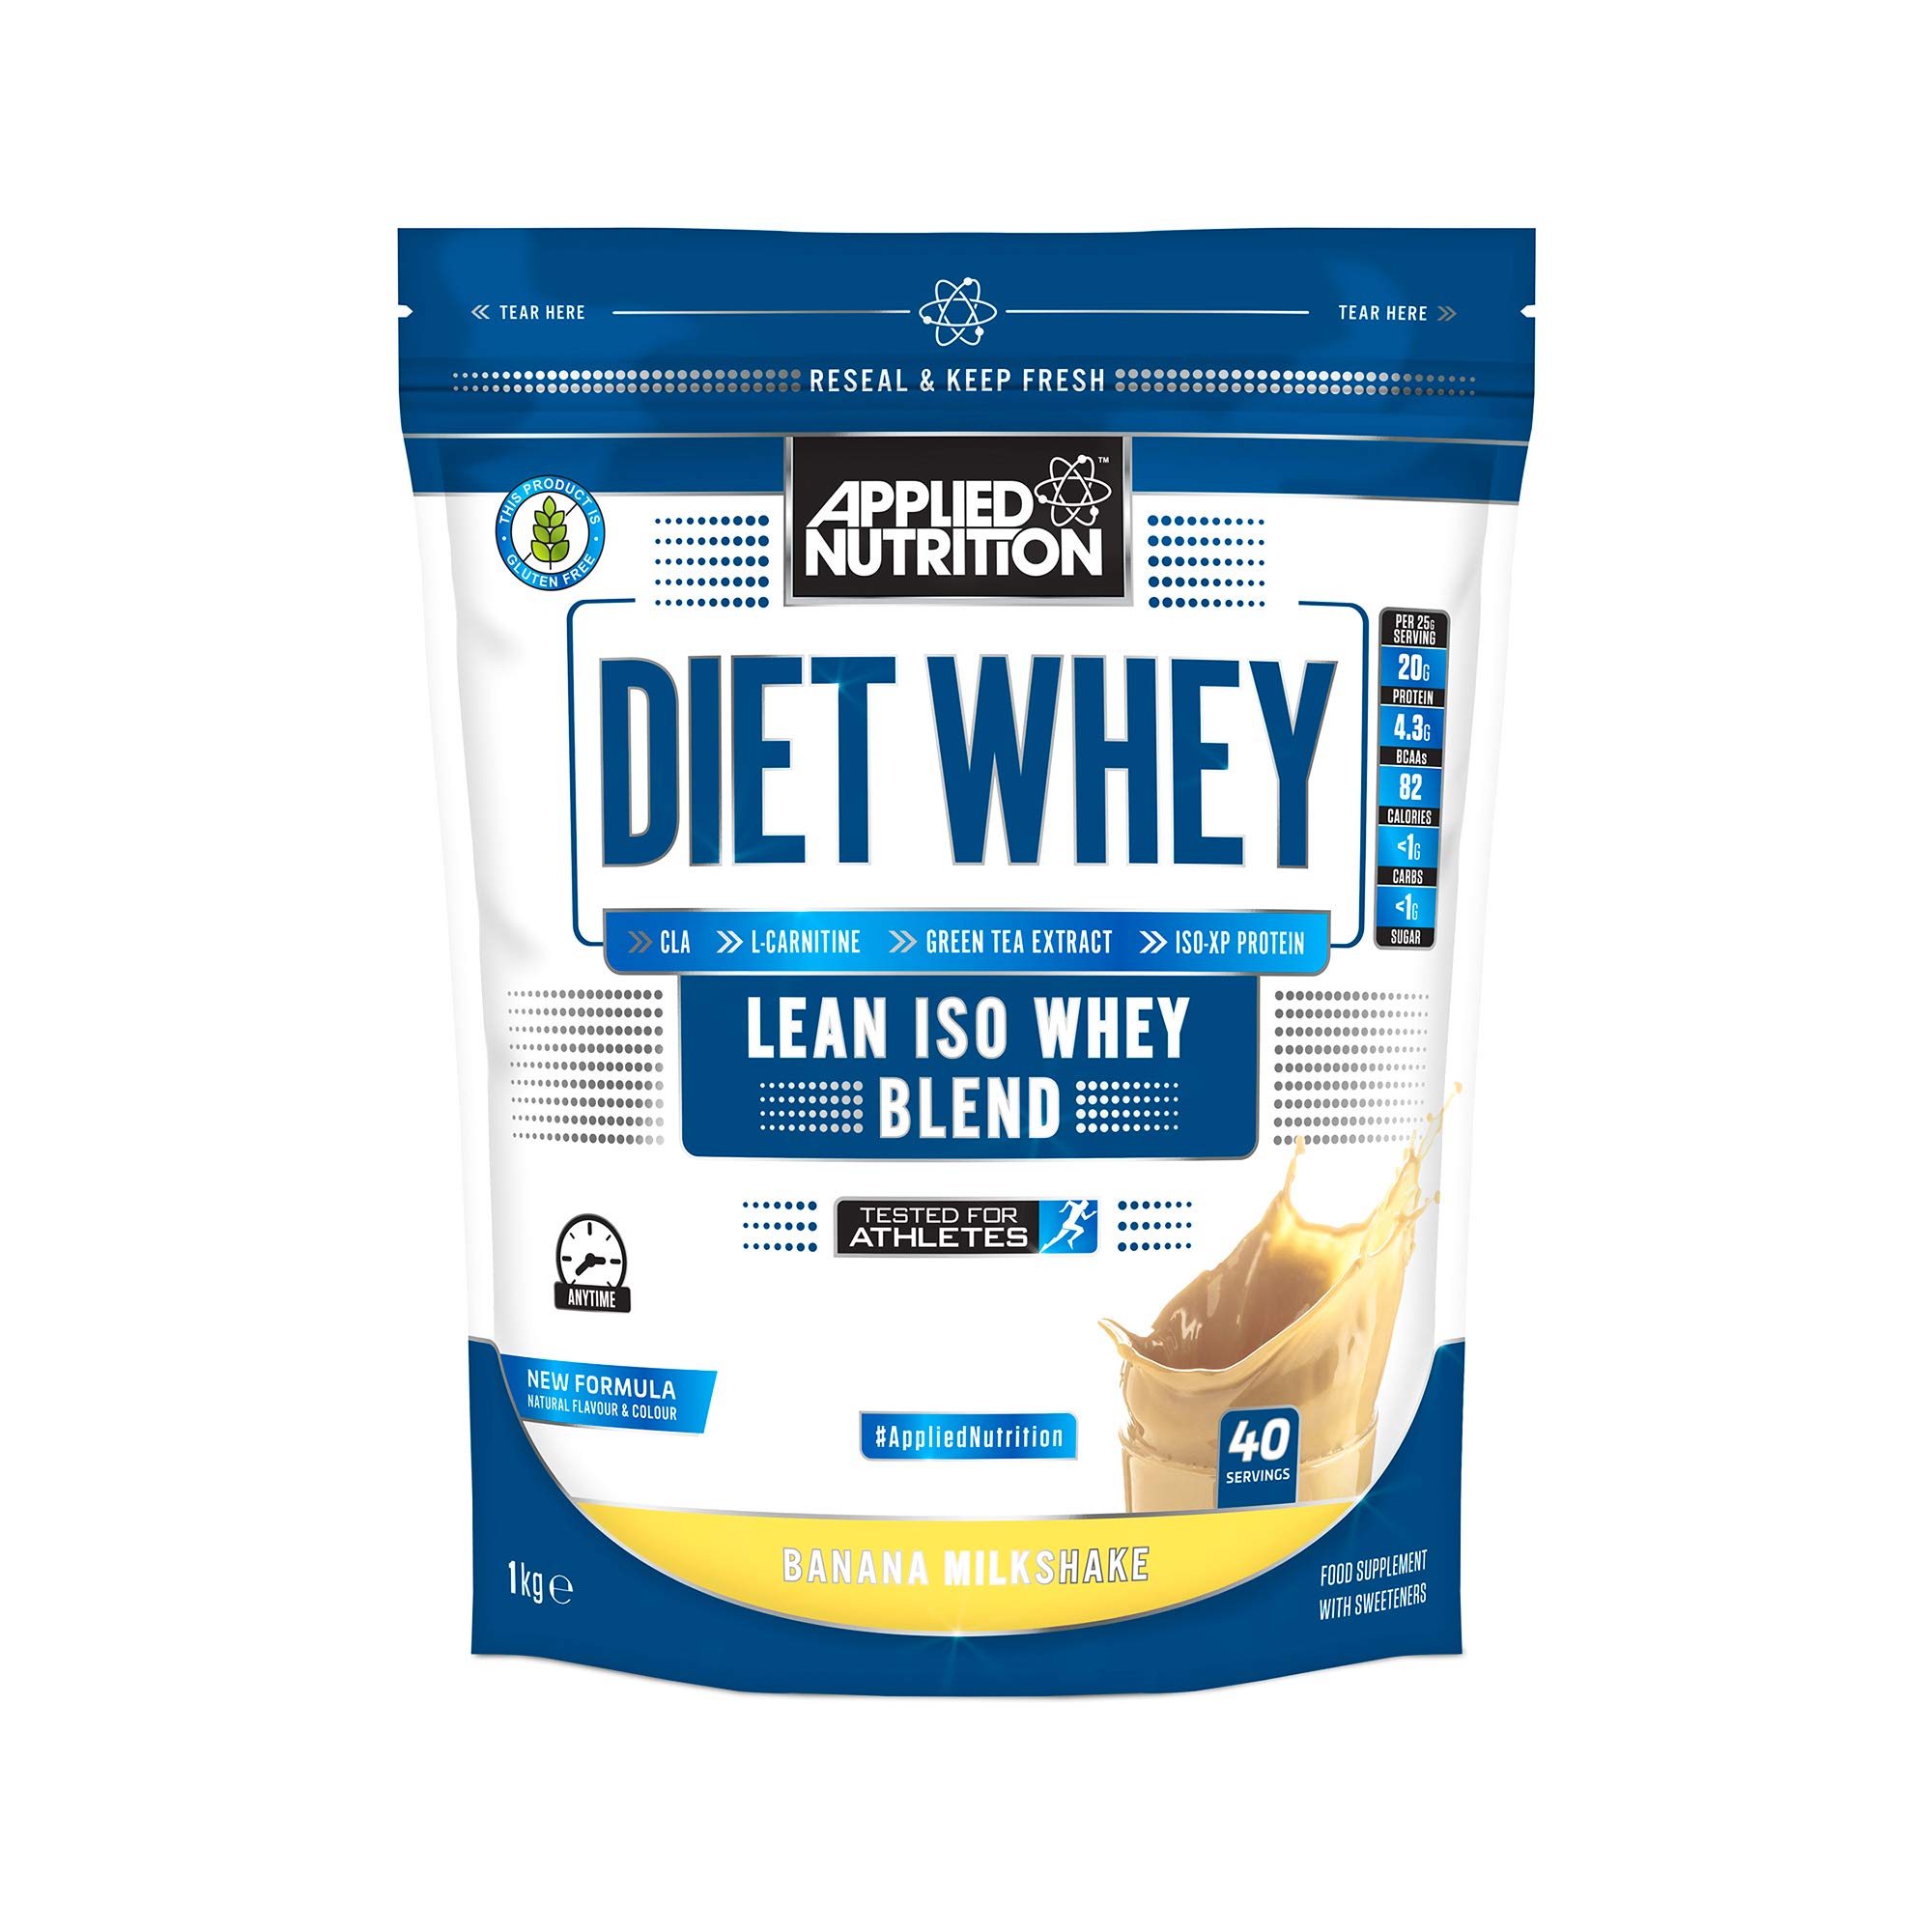 « TEAR HERE
TEAR HERE »
RESEAL & KEEP FRESH
THIS PRODUCT IS
GLUTEN FREE
APPLIED ™
NUTRITION
DIET WHEY
PER 25G
SERVING
20G
PROTEIN
4.3G
BCAAs
82
CALORIES
<1G
CARBS
<1G
SUGAR
» CLA » L-CARNITINE » GREEN TEA EXTRACT » ISO-XP PROTEIN
LEAN ISO WHEY
BLEND
TESTED FOR
ATHLETES
ANYTIME
NEW FORMULA
NATURAL FLAVOUR & COLOUR
#AppliedNutrition
40
SERVINGS
BANANA MILKSHAKE
1kg ℮
FOOD SUPPLEMENT
WITH SWEETENERS